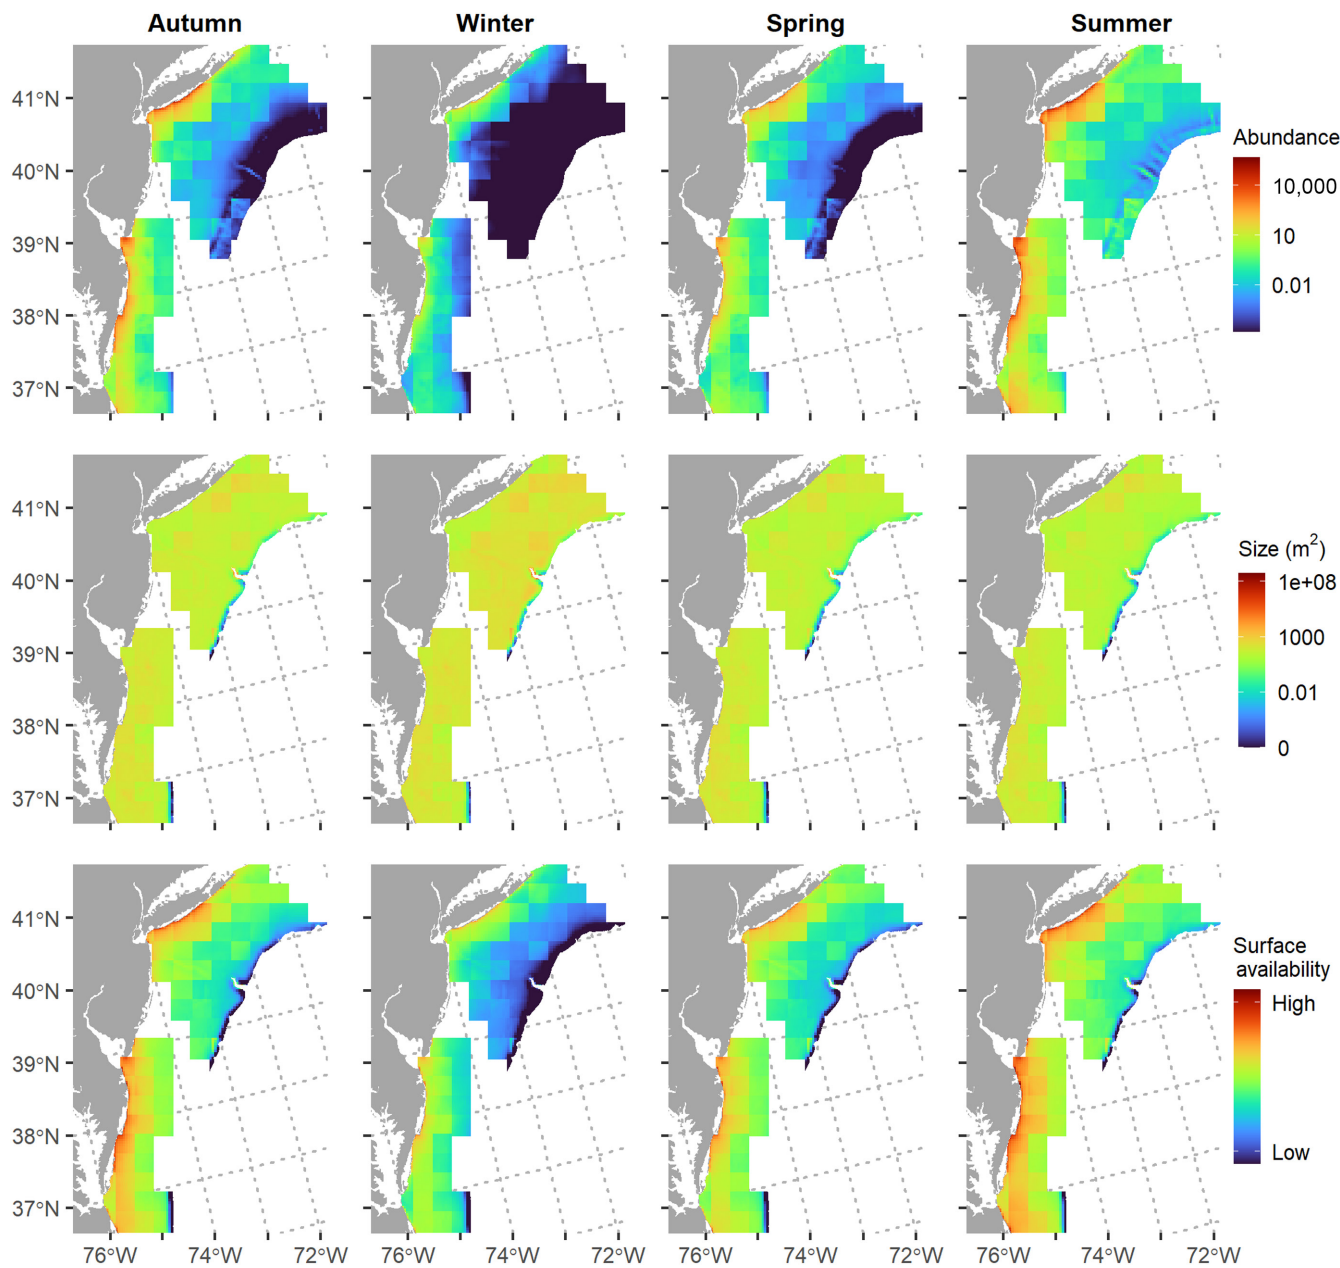 Autumn Winter Spring Summer
41°N
40°N
39°N
38°N
37°N
Abundance
10,000
10
0.01
41°N
40°N
39°N
38°N
37°N
Size (m²)
1e+08
1000
0.01
0
41°N
40°N
39°N
38°N
37°N
Surface
availability
High
Low
76°W 74°W 72°W 76°W 74°W 72°W 76°W 74°W 72°W 76°W 74°W 72°W